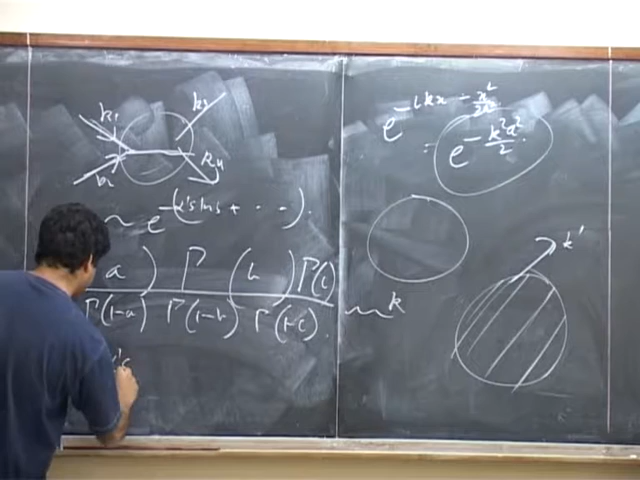 k₁ k₃
k₂ k₄
~ e^{-(α's ln s + ···)}.
a) Γ (b) Γ(c)
Γ(1-a) Γ(1-b) Γ(1-c).
α's
e^{-ikx - x²/2a²}
= e^{-k²a²/2}.
~k
k'